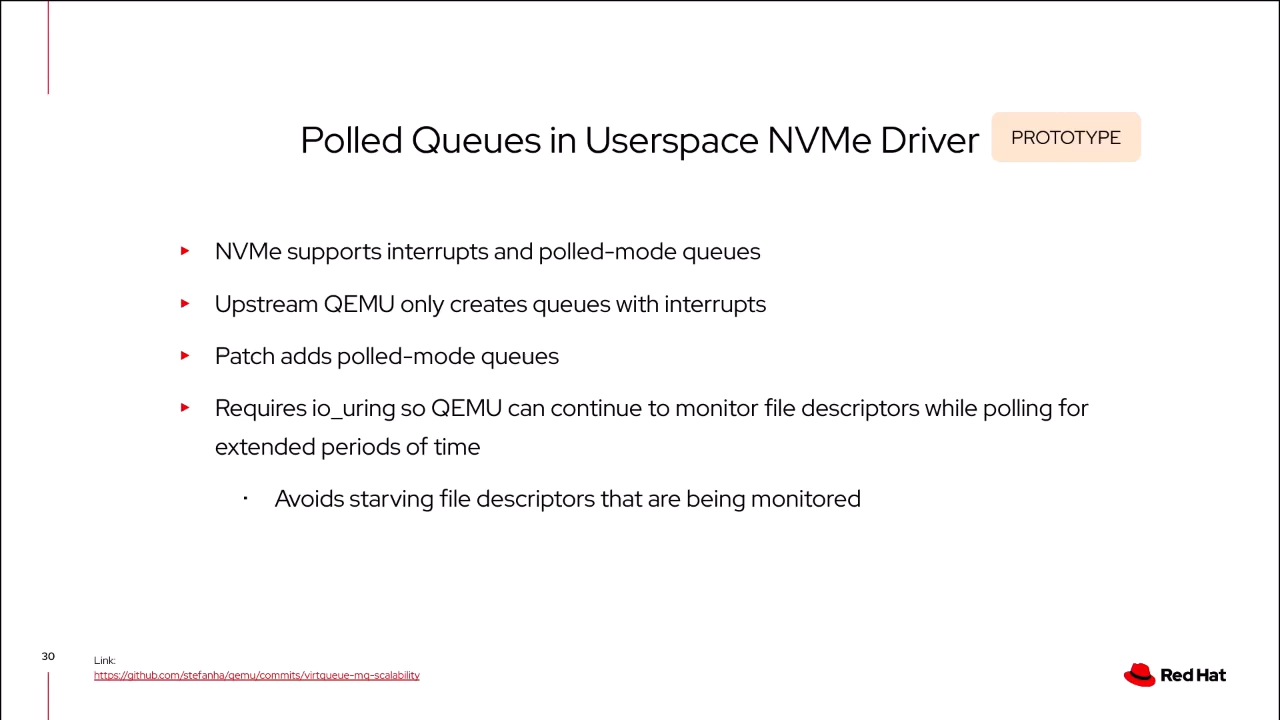 Polled Queues in Userspace NVMe Driver PROTOTYPE
NVMe supports interrupts and polled-mode queues
Upstream QEMU only creates queues with interrupts
Patch adds polled-mode queues
Requires io_uring so QEMU can continue to monitor file descriptors while polling for
extended periods of time
Avoids starving file descriptors that are being monitored
30
Link:
https://github.com/stefanha/qemu/commits/virtqueue-mq-scalability
Red Hat